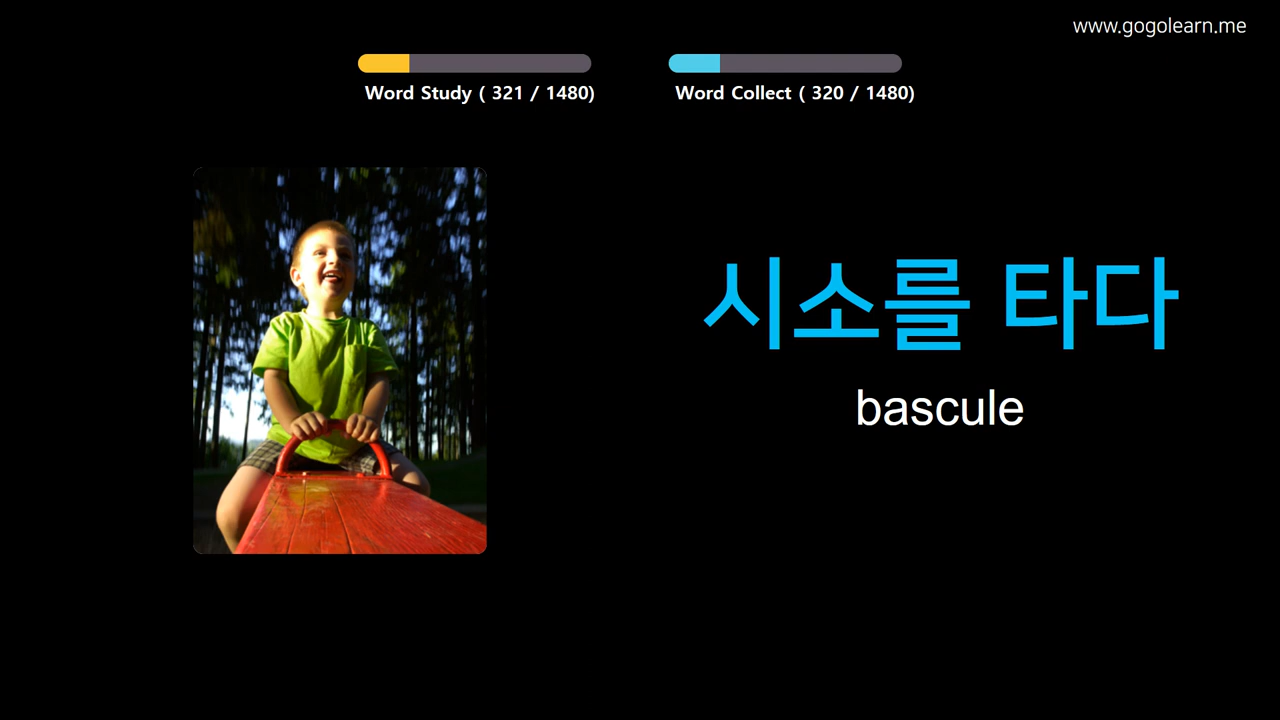 www.gogolearn.me
Word Study ( 321 / 1480)
Word Collect ( 320 / 1480)
시소를 타다
bascule